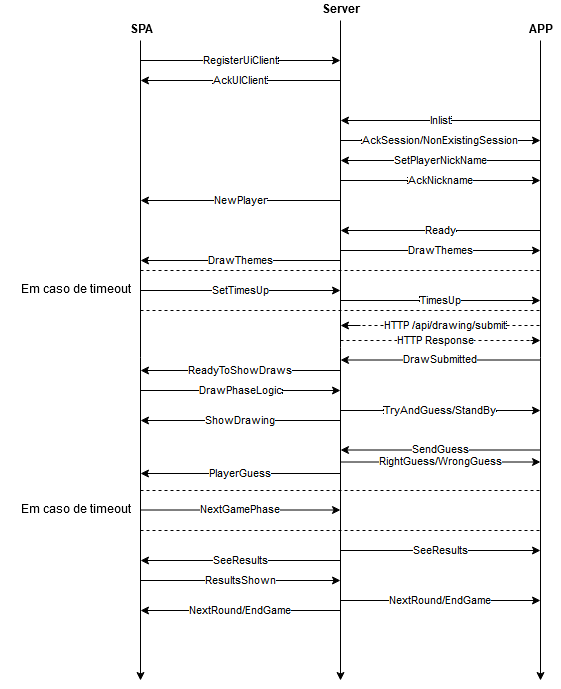 Server
SPA
APP
RegisterUiClient
AckUIClient
Inlist
AckSession/NonExistingSession
SetPlayerNickName
AckNickname
NewPlayer
Ready
DrawThemes
DrawThemes
Em caso de timeout
SetTimesUp
TimesUp
HTTP /api/drawing/submit
HTTP Response
DrawSubmitted
ReadyToShowDraws
DrawPhaseLogic
TryAndGuess/StandBy
ShowDrawing
SendGuess
RightGuess/WrongGuess
PlayerGuess
Em caso de timeout
NextGamePhase
SeeResults
SeeResults
ResultsShown
NextRound/EndGame
NextRound/EndGame